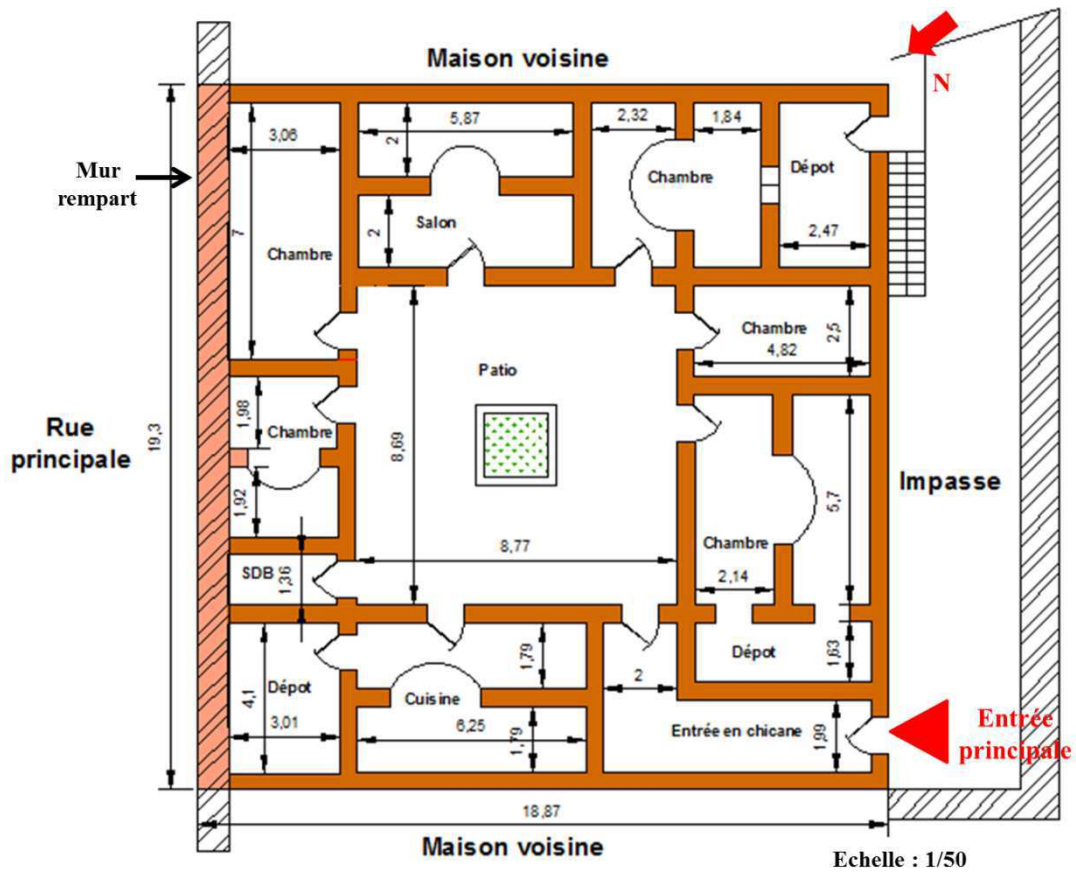 Maison voisine
N
Mur
rempart
3,06
5,87
2
2,32
1,84
Chambre
Dépot
7
2
Salon
2,47
Chambre
Chambre
4,82
2,5
Patio
Rue
principale
19,3
1,98
Chambre
8,69
Impasse
5,7
1,92
8,77
Chambre
2,14
SDB
1,36
Dépot
1,63
4,1
Dépot
3,01
1,79
Cuisine
6,25
1,79
2
Entrée en chicane
1,99
Entrée
principale
18,87
Maison voisine
Echelle : 1/50